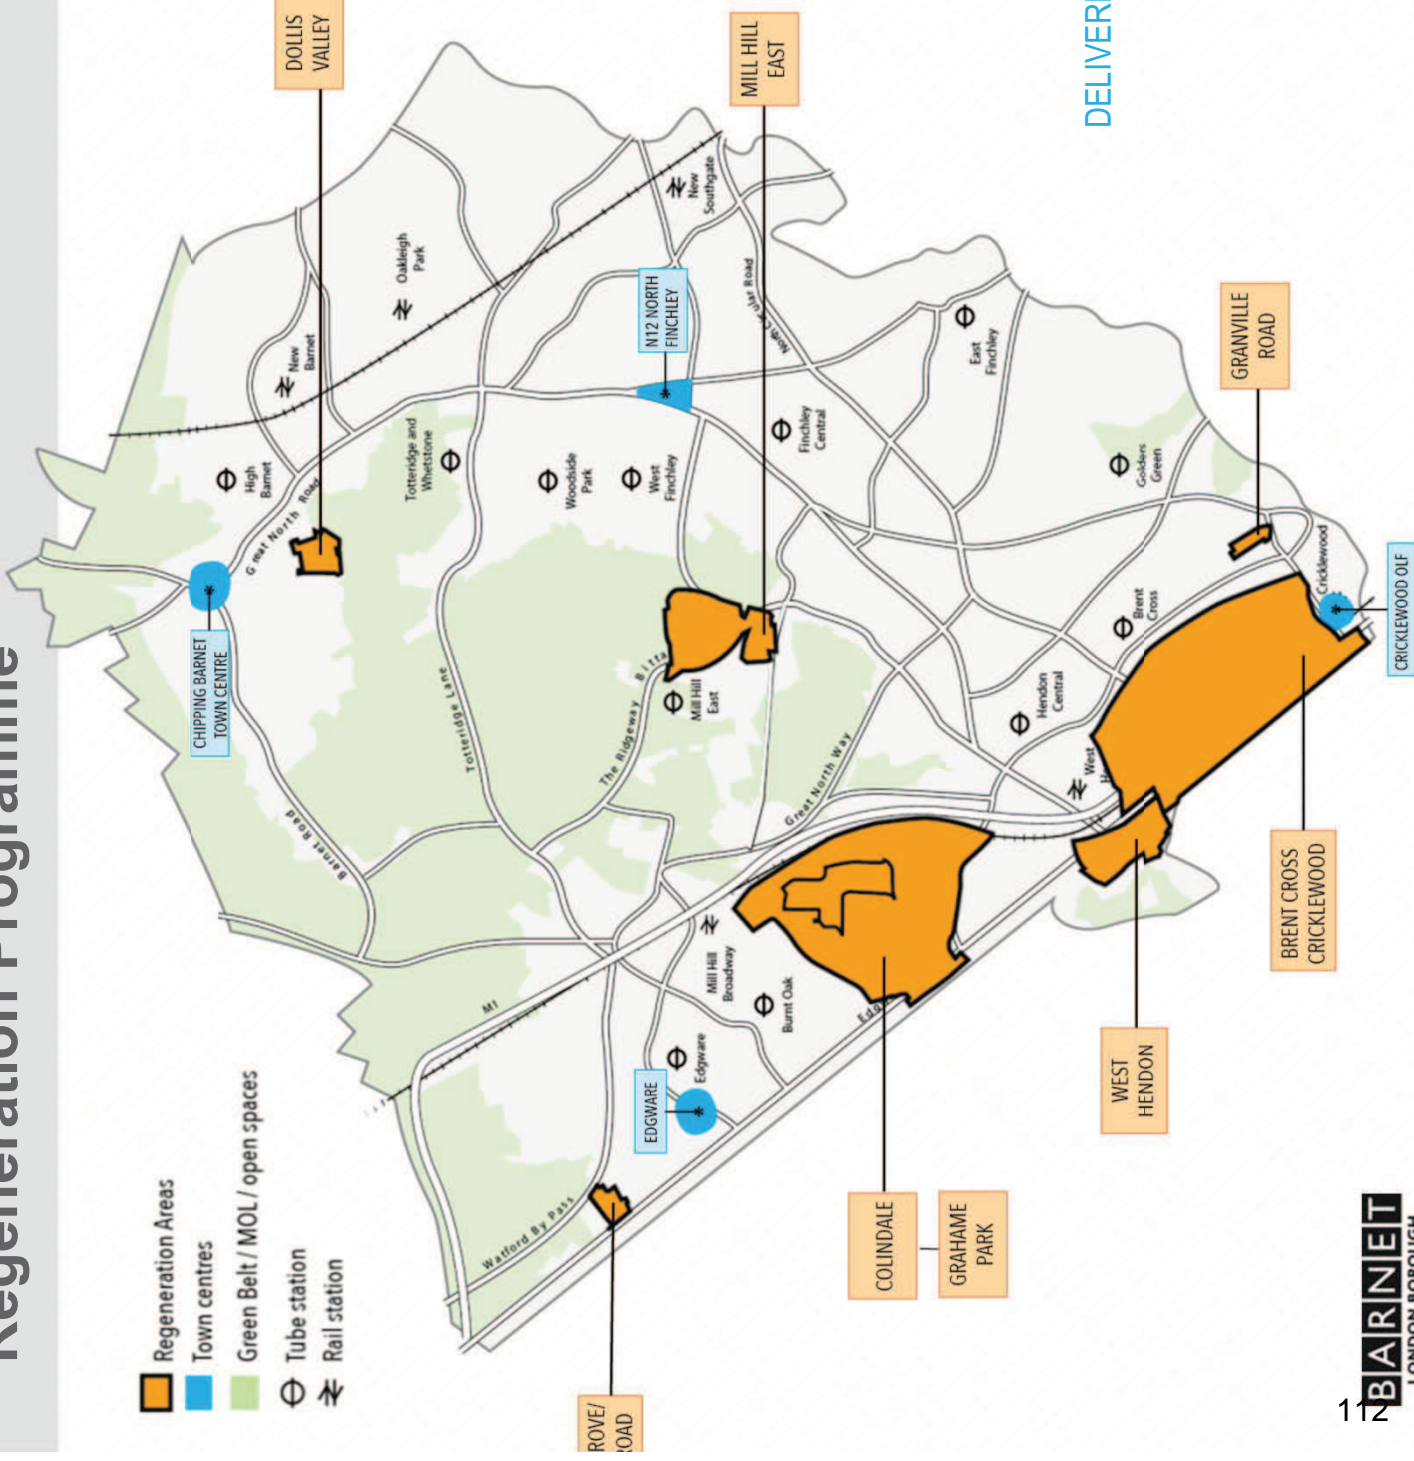 Regeneration Programme
DOLLIS
VALLEY
MILL HILL
EAST
DELIVER
New
Southgate
Oakleigh
Park
N12 NORTH
FINCHLEY
North Circular Road
New
Barnet
East
Finchley
GRANVILLE
ROAD
High
Barnet
Totteridge and
Whetstone
Woodside
Park
West
Finchley
Finchley
Central
Golders
Green
Great North Road
CHIPPING BARNET
TOWN CENTRE
Cricklewood
CRICKLEWOOD OLF
Brent
Cross
Totteridge Lane
The Ridgeway
Bitta
Mill Hill
East
Hendon
Central
West
Great North Way
Barnet Road
BRENT CROSS
CRICKLEWOOD
M1
Mill Hill
Broadway
Burnt Oak
Edg
Edgware
EDGWARE
WEST
HENDON
Watford By Pass
COLINDALE
GRAHAME
PARK
Regeneration Areas
Town centres
Green Belt / MOL / open spaces
Tube station
Rail station
ROVE/
ROAD
BARNET
LONDON BOROUGH
112